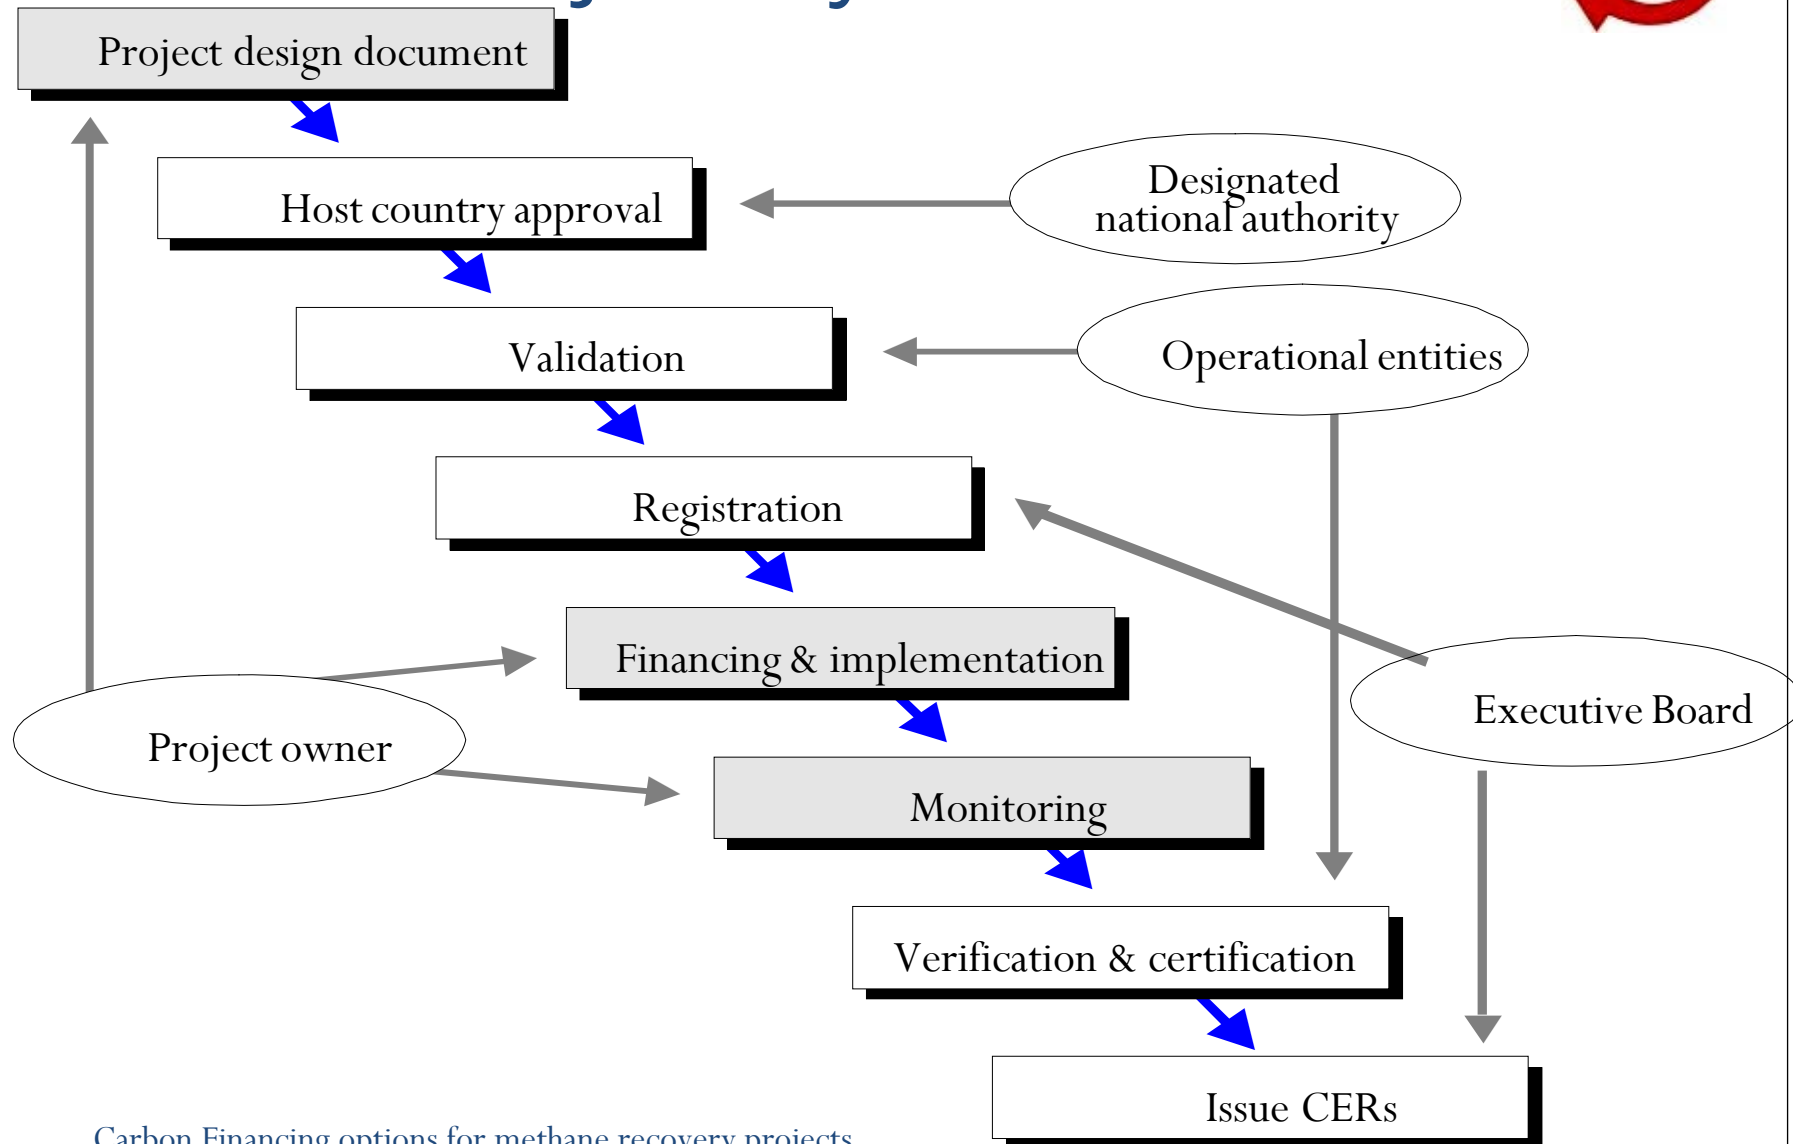 Project design document
Host country approval
Designated
national authority
Validation
Operational entities
Registration
Financing & implementation
Executive Board
Project owner
Monitoring
Verification & certification
Issue CERs
Carbon Financing options for methane recovery projects